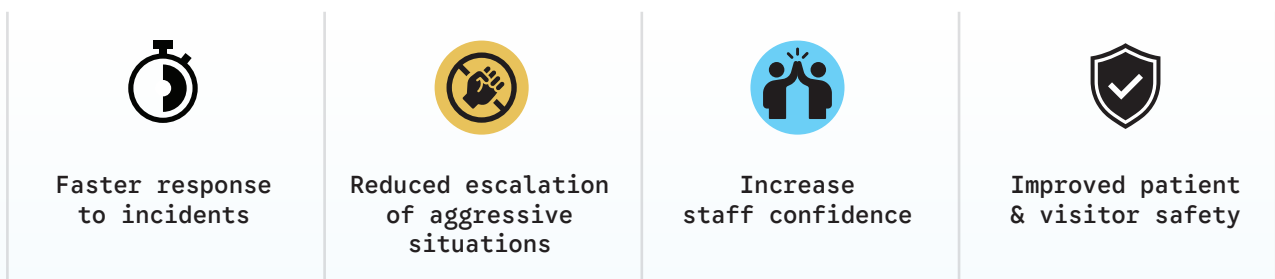 Faster response
to incidents
Reduced escalation
of aggressive
situations
Increase
staff confidence
Improved patient
& visitor safety